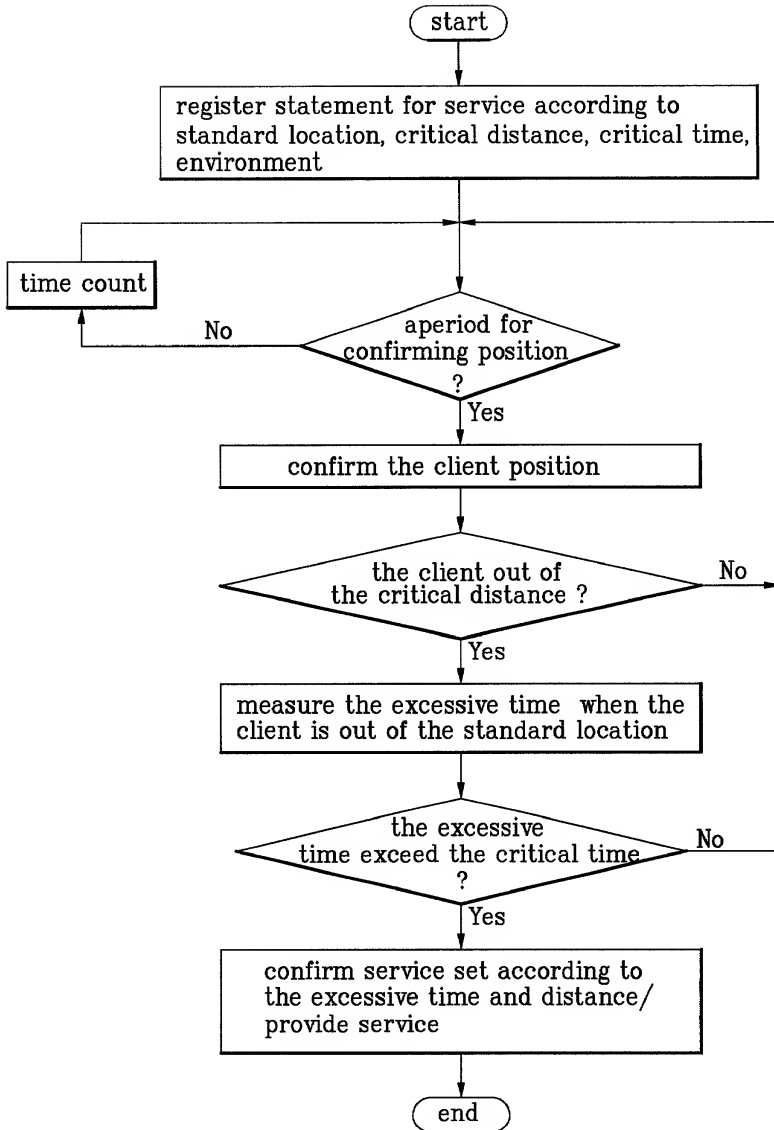 start
register statement for service according to
standard location, critical distance, critical time,
environment
time count
No
aperiod for
confirming position
?
Yes
confirm the client position
the client out of
the critical distance ?
No
Yes
measure the excessive time when the
client is out of the standard location
the excessive
time exceed the critical time
?
No
Yes
confirm service set according to
the excessive time and distance/
provide service
end